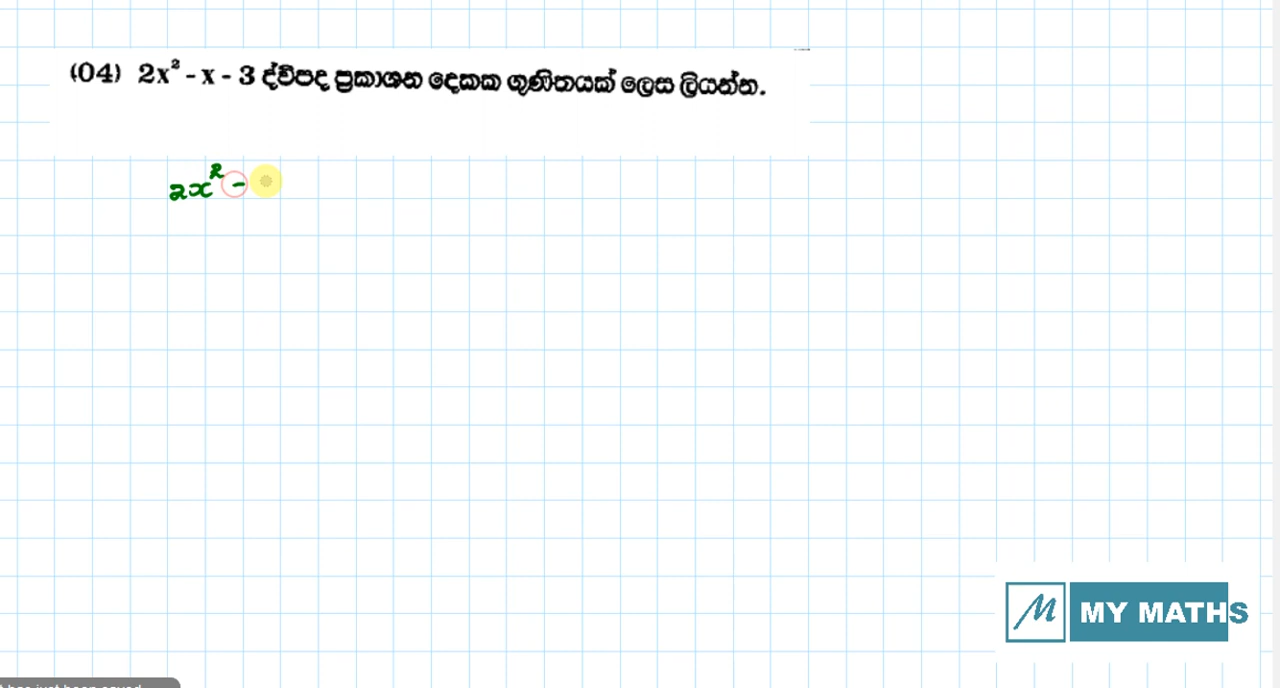 (04) 2x² - x - 3 ද්විපද ප්‍රකාශන දෙකක ගුණිතයක් ලෙස ලියන්න.
2x² -
M MY MATHS